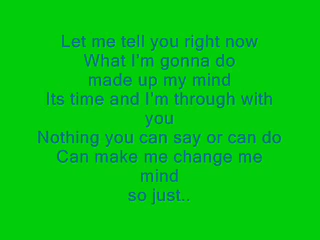 Let me tell you right now
What I'm gonna do
made up my mind
Its time and I'm through with
you
Nothing you can say or can do
Can make me change me
mind
so just..